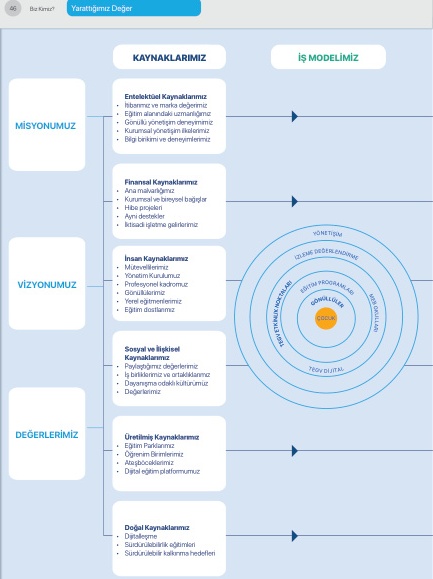 46
Biz Kimiz?
Yarattığımız Değer
KAYNAKLARIMIZ
İŞ MODELİMİZ
MİSYONUMUZ
VİZYONUMUZ
DEĞERLERİMİZ
Entelektüel Kaynaklarımız
• İtibarımız ve marka değerimiz
• Eğitim alanındaki uzmanlığımız
• Gönüllü yönetişim deneyimimiz
• Kurumsal yönetişim ilkelerimiz
• Bilgi birikimi ve deneyimlerimiz
Finansal Kaynaklarımız
• Ana malvarlığımız
• Kurumsal ve bireysel bağışlar
• Hibe projeleri
• Ayni destekler
• İktisadi işletme gelirlerimiz
İnsan Kaynaklarımız
• Mütevellilerimiz
• Yönetim Kurulumuz
• Profesyonel kadromuz
• Gönüllülerimiz
• Yerel eğitmenlerimiz
• Eğitim dostlarımız
Sosyal ve İlişkisel
Kaynaklarımız
• Paylaştığımız değerlerimiz
• İş birliklerimiz ve ortaklıklarımız
• Dayanışma odaklı kültürümüz
• Değerlerimiz
Üretilmiş Kaynaklarımız
• Eğitim Parklarımız
• Öğrenim Birimlerimiz
• Ateşböceklerimiz
• Dijital eğitim platformumuz
Doğal Kaynaklarımız
• Dijitalleşme
• Sürdürülebilirlik eğitimleri
• Sürdürülebilir kalkınma hedefleri
YÖNETİŞİM
İZLEME DEĞERLENDİRME
EĞİTİM PROGRAMLARI
GÖNÜLLÜLER
ÇOCUK
TEGV ETKİNLİK NOKTALARI
MEB OKULLARI
TEGV DİJİTAL